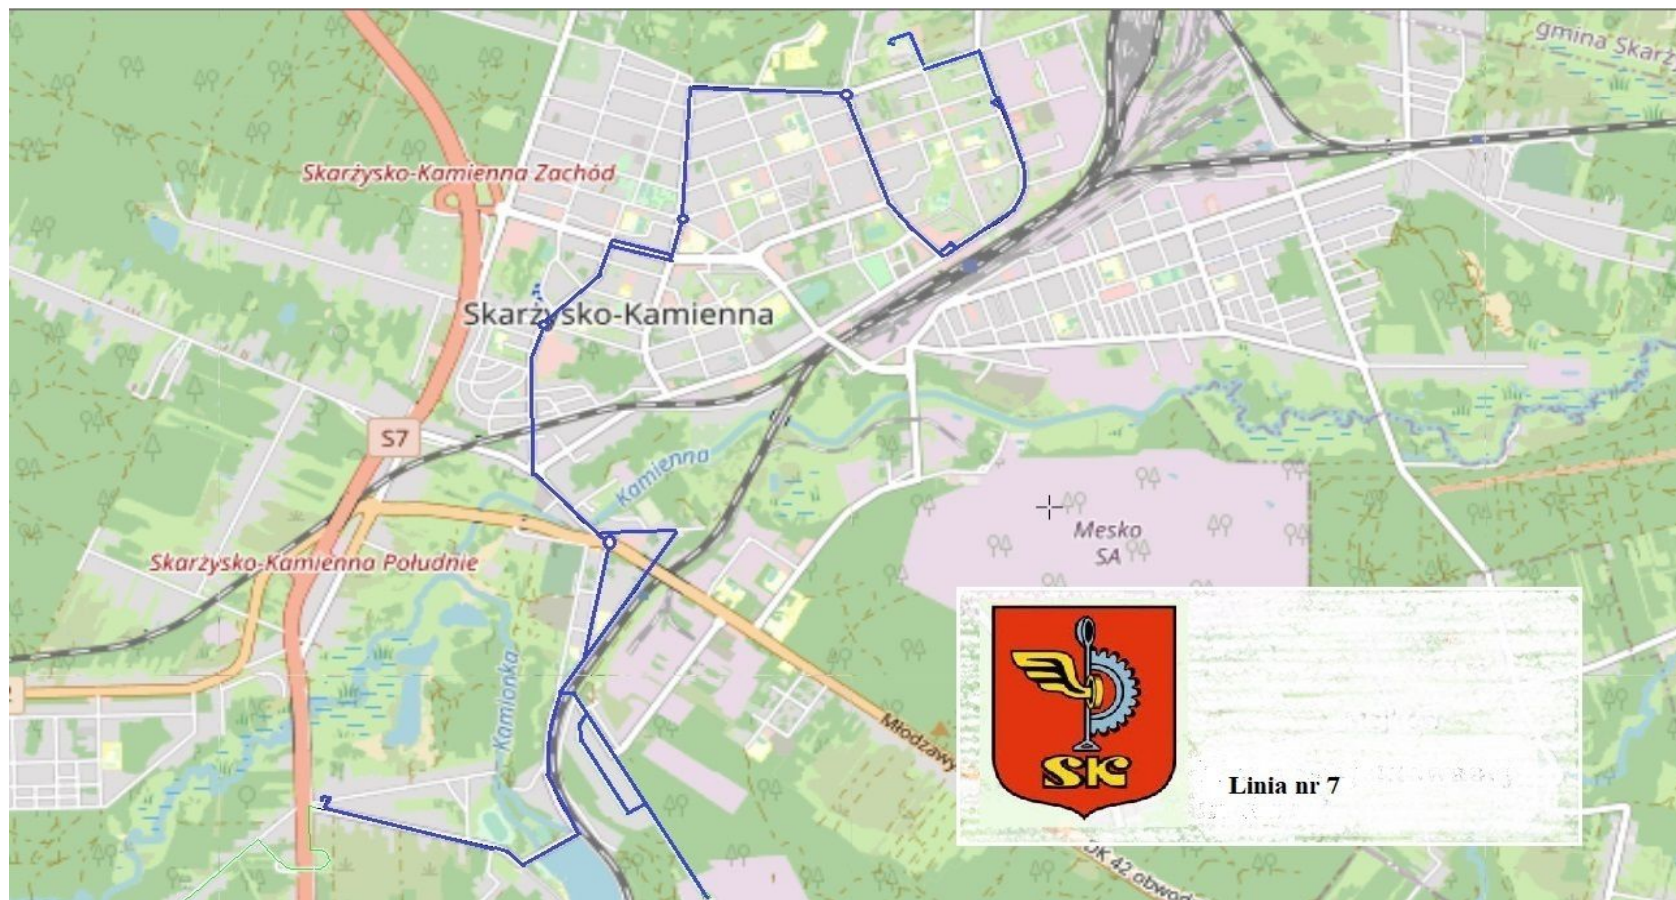 gmina Skarż
Skarżysko-Kamienna Zachód
Skarżysko-Kamienna
S7
Kamienna
Mesko
SA
Skarżysko-Kamienna Południe
Kamionka
Młodzawy
SK
Linia nr 7
DK 42 obwod